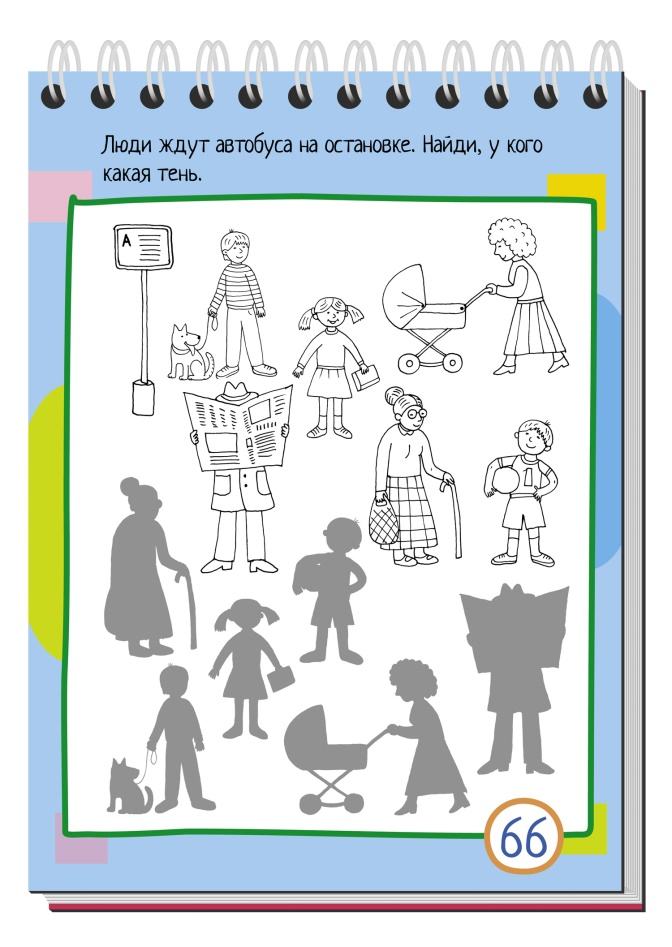 Люди ждут автобуса на остановке. Найди, у кого
какая тень.
А
1
66